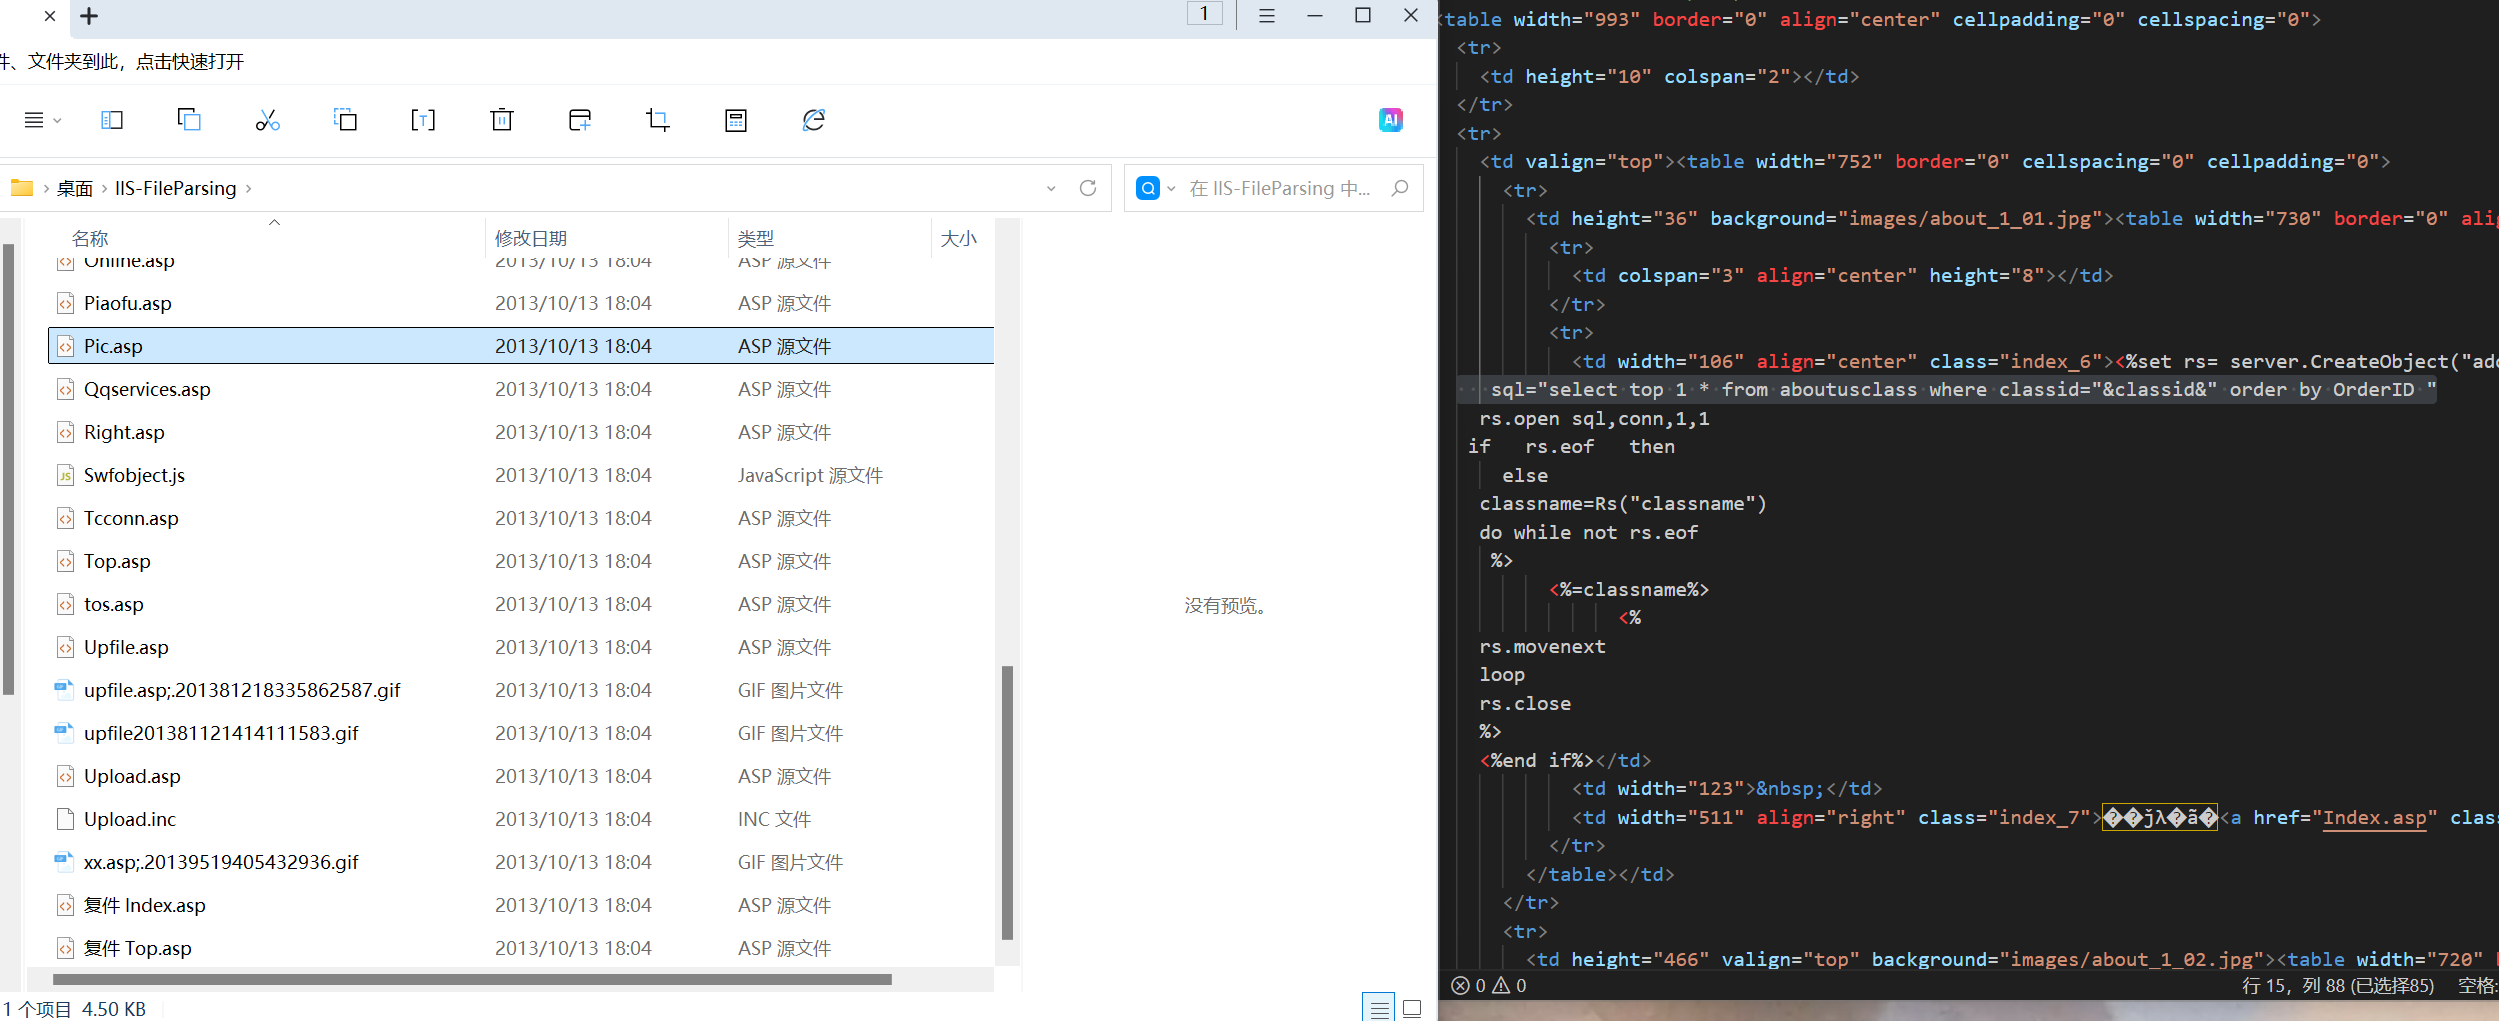 1
件、文件夹到此，点击快速打开
AI
桌面 IIS-FileParsing
在 IIS-FileParsing 中...
名称 修改日期 类型 大小
Online.asp 2013/10/13 18:04 ASP 源文件
Piaofu.asp 2013/10/13 18:04 ASP 源文件
Pic.asp 2013/10/13 18:04 ASP 源文件
Qqservices.asp 2013/10/13 18:04 ASP 源文件
Right.asp 2013/10/13 18:04 ASP 源文件
Swfobject.js 2013/10/13 18:04 JavaScript 源文件
Tcconn.asp 2013/10/13 18:04 ASP 源文件
Top.asp 2013/10/13 18:04 ASP 源文件
tos.asp 2013/10/13 18:04 ASP 源文件
Upfile.asp 2013/10/13 18:04 ASP 源文件
upfile.asp;.201381218335862587.gif 2013/10/13 18:04 GIF 图片文件
upfile201381121414111583.gif 2013/10/13 18:04 GIF 图片文件
Upload.asp 2013/10/13 18:04 ASP 源文件
Upload.inc 2013/10/13 18:04 INC 文件
xx.asp;.20139519405432936.gif 2013/10/13 18:04 GIF 图片文件
复件 Index.asp 2013/10/13 18:04 ASP 源文件
复件 Top.asp 2013/10/13 18:04 ASP 源文件
没有预览。
1 个项目 4.50 KB
<table width="993" border="0" align="center" cellpadding="0" cellspacing="0">
<tr>
<td height="10" colspan="2"></td>
</tr>
<tr>
<td valign="top"><table width="752" border="0" cellspacing="0" cellpadding="0">
<tr>
<td height="36" background="images/about_1_01.jpg"><table width="730" border="0" alig
<tr>
<td colspan="3" align="center" height="8"></td>
</tr>
<tr>
<td width="106" align="center" class="index_6"><%set rs= server.CreateObject("ado
sql="select top 1 * from aboutusclass where classid="&classid&" order by OrderID "
rs.open sql,conn,1,1
if rs.eof then
else
classname=Rs("classname")
do while not rs.eof
%>
<%=classname%>
<%
rs.movenext
loop
rs.close
%>
<%end if%></td>
<td width="123">&nbsp;</td>
<td width="511" align="right" class="index_7">��ǰλ�ã�<a href="Index.asp" clas
</tr>
</table></td>
</tr>
<tr>
<td height="466" valign="top" background="images/about_1_02.jpg"><table width="720"
0 0 行 15，列 88 (已选择85) 空格: